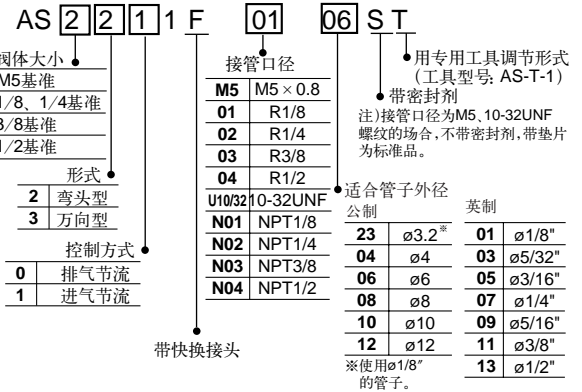 AS 2 2 1 1 F 01 06 S T
阀体大小
M5基准
1/8、1/4基准
3/8基准
1/2基准
形式
2 弯头型
3 万向型
控制方式
0 排气节流
1 进气节流
带快换接头
接管口径
M5 M5×0.8
01 R1/8
02 R1/4
03 R3/8
04 R1/2
U10/32 10-32UNF
N01 NPT1/8
N02 NPT1/4
N03 NPT3/8
N04 NPT1/2
用专用工具调节形式
(工具型号: AS-T-1)
带密封剂
注)接管口径为M5、10-32UNF
螺纹的场合,不带密封剂,带垫片
为标准品。
适合管子外径
公制
23 ø3.2※
04 ø4
06 ø6
08 ø8
10 ø10
12 ø12
※使用ø1/8″
的管子。
英制
01 ø1/8"
03 ø5/32"
05 ø3/16"
07 ø1/4"
09 ø5/16"
11 ø3/8"
13 ø1/2"